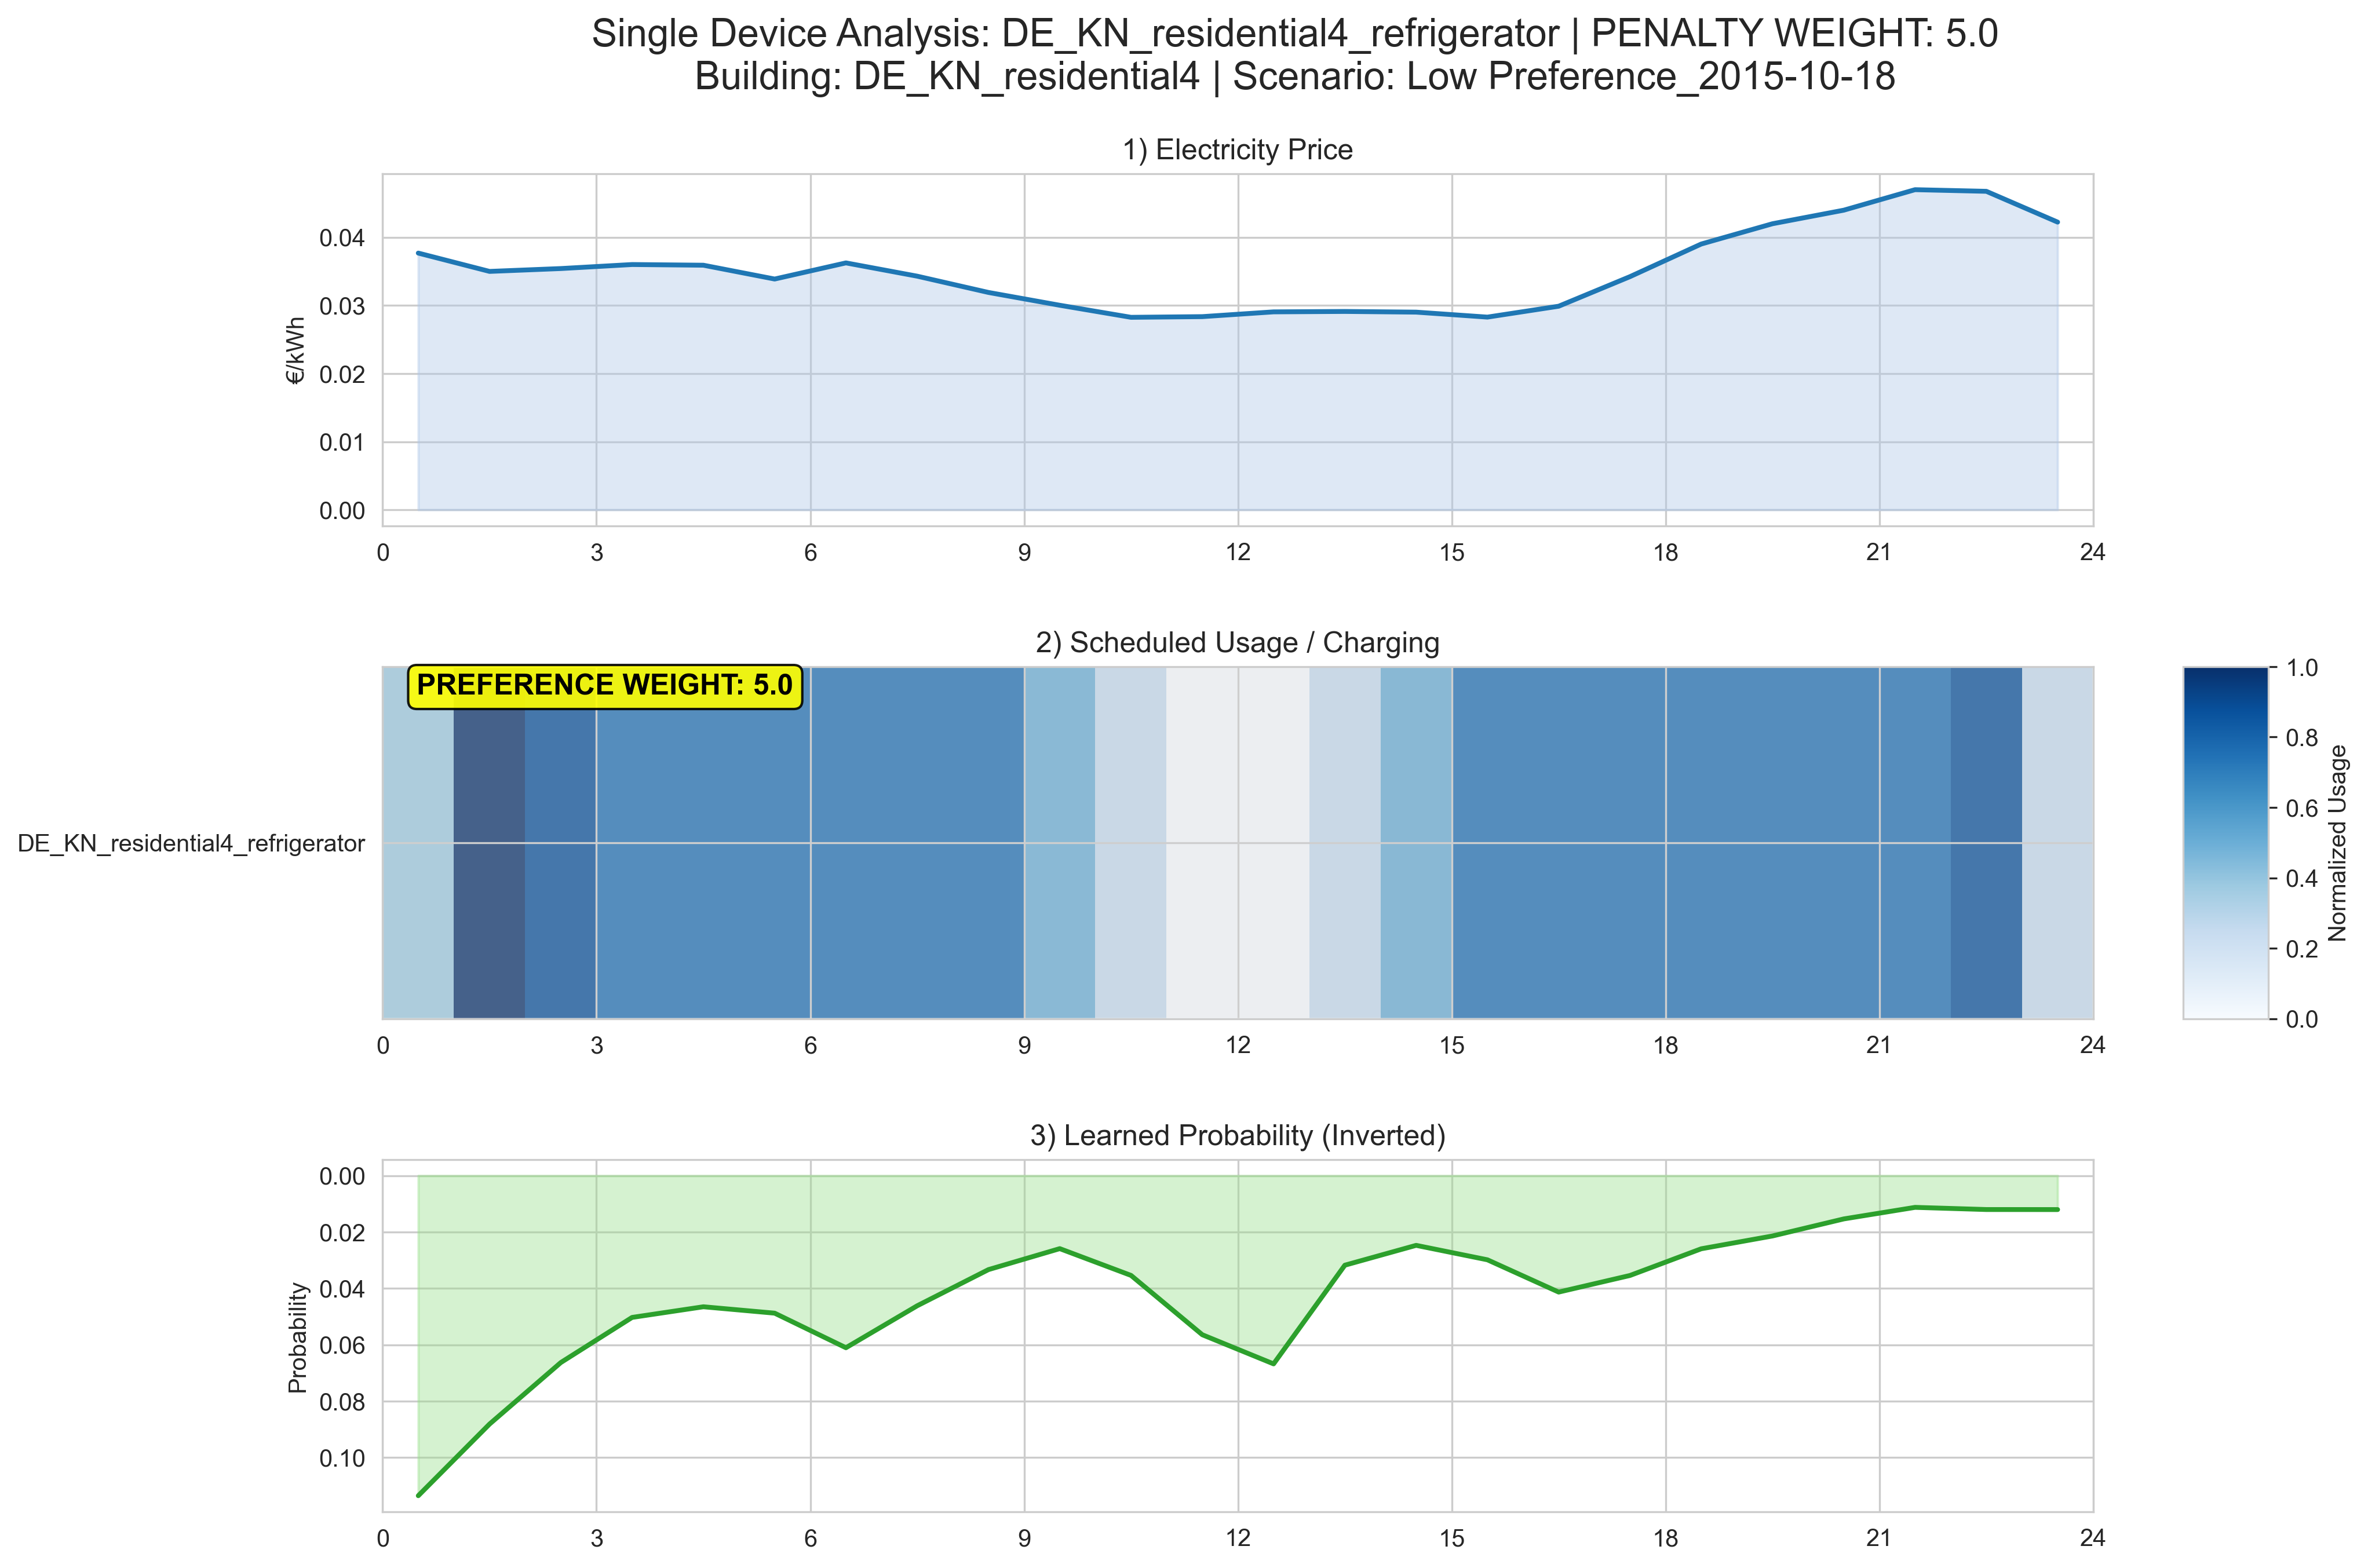 Single Device Analysis: DE_KN_residential4_refrigerator | PENALTY WEIGHT: 5.0
Building: DE_KN_residential4 | Scenario: Low Preference_2015-10-18
1) Electricity Price
€/kWh
0.04
0.03
0.02
0.01
0.00
0 3 6 9 12 15 18 21 24
2) Scheduled Usage / Charging
PREFERENCE WEIGHT: 5.0
DE_KN_residential4_refrigerator
0 3 6 9 12 15 18 21 24
1.0
0.8
0.6
0.4
0.2
0.0
Normalized Usage
3) Learned Probability (Inverted)
Probability
0.00
0.02
0.04
0.06
0.08
0.10
0 3 6 9 12 15 18 21 24